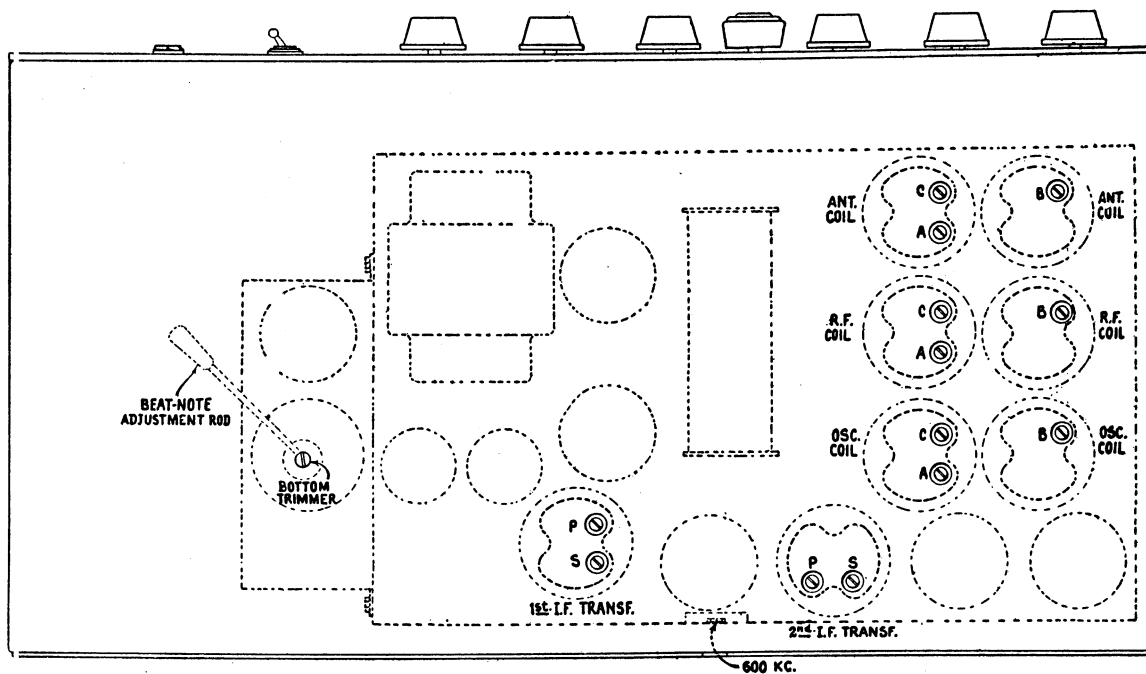 ANT.
COIL
C
A
B
ANT.
COIL
R.F.
COIL
C
A
B
R.F.
COIL
BEAT-NOTE
ADJUSTMENT ROD
OSC.
COIL
C
A
B
OSC.
COIL
BOTTOM
TRIMMER
P
S
P S
1st I.F. TRANSF.
2nd I.F. TRANSF.
600 KC.